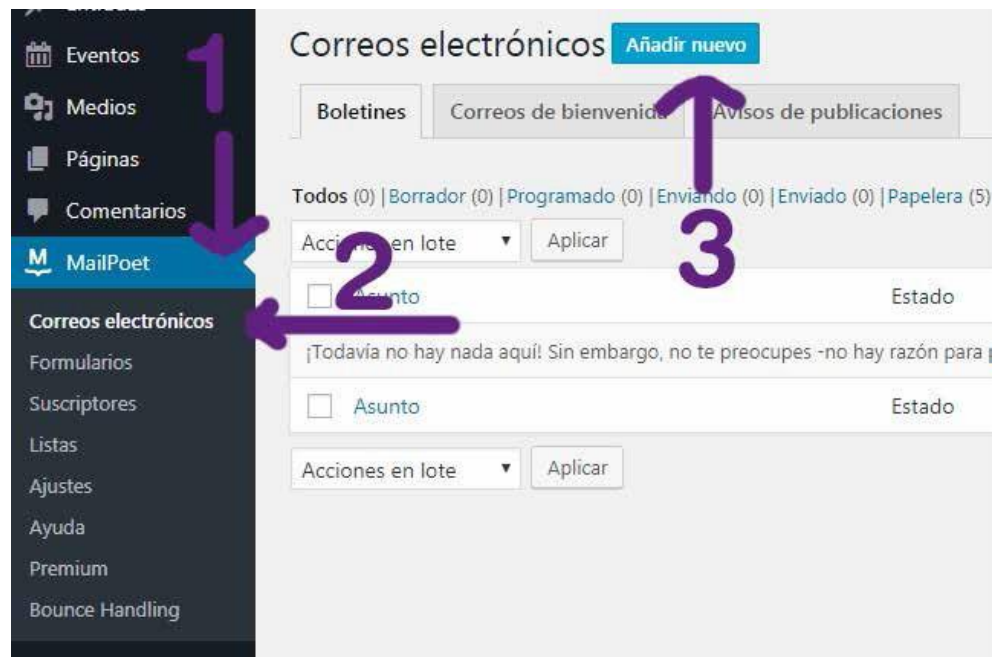 Eventos
Medios
Páginas
Comentarios
MailPoet
Correos electrónicos
Formularios
Suscriptores
Listas
Ajustes
Ayuda
Premium
Bounce Handling
1
2
3
Correos electrónicos Añadir nuevo
Boletines Correos de bienvenida Avisos de publicaciones
Todos (0) | Borrador (0) | Programado (0) | Enviando (0) | Enviado (0) | Papelera (5)
Acciones en lote Aplicar
Asunto Estado
¡Todavía no hay nada aquí! Sin embargo, no te preocupes -no hay razón para
Asunto Estado
Acciones en lote Aplicar